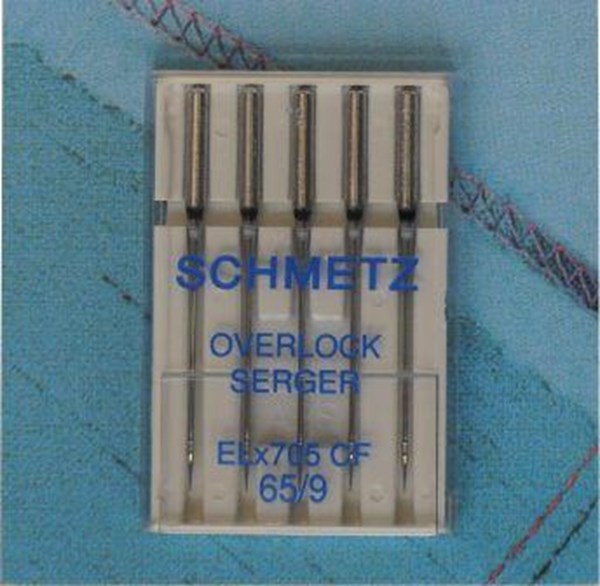 SCHMETZ
OVERLOCK
SERGER
ELx705 CF
65/9